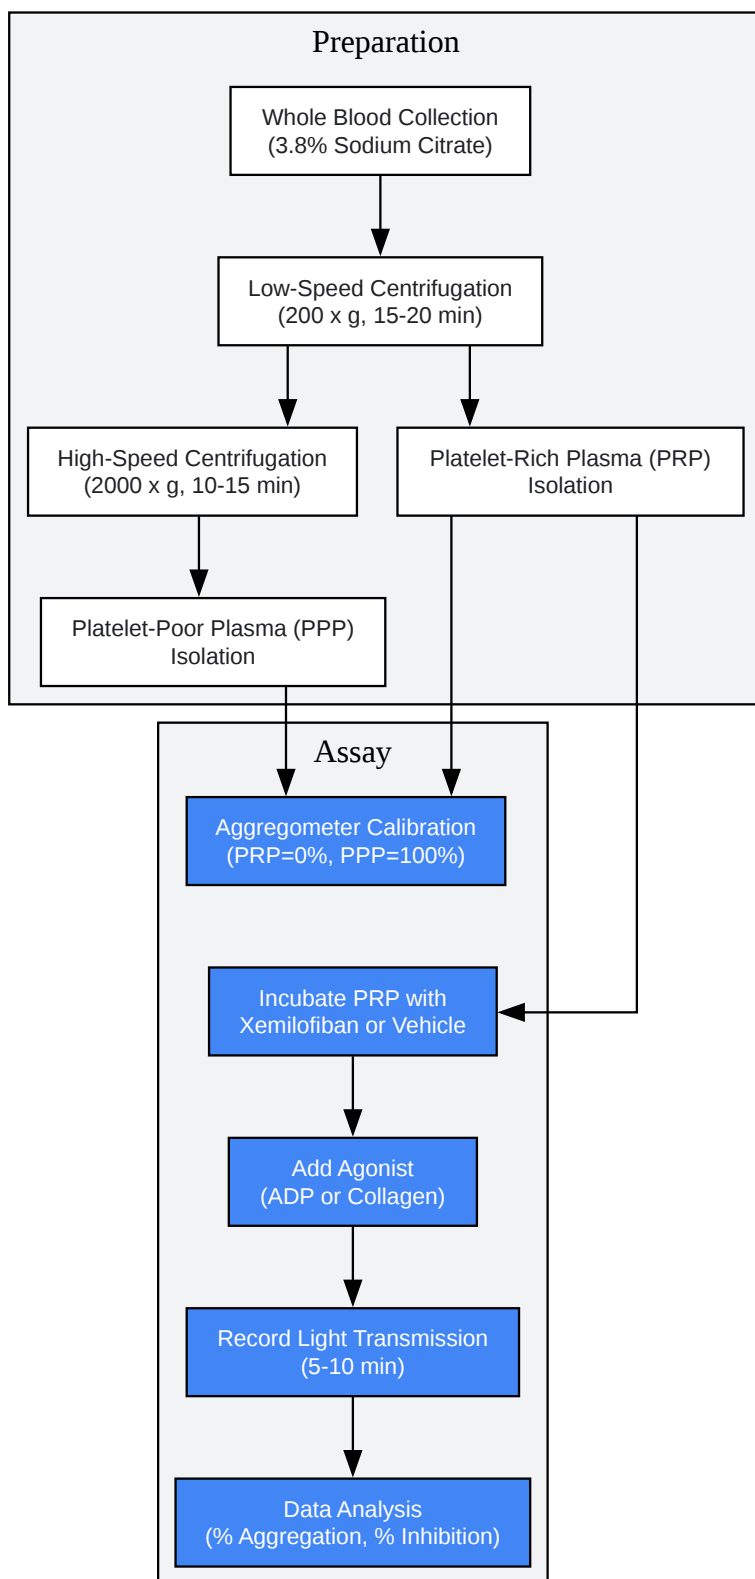 Preparation
Whole Blood Collection
(3.8% Sodium Citrate)
Low-Speed Centrifugation
(200 x g, 15-20 min)
High-Speed Centrifugation
(2000 x g, 10-15 min)
Platelet-Rich Plasma (PRP)
Isolation
Platelet-Poor Plasma (PPP)
Isolation
Assay
Aggregometer Calibration
(PRP=0%, PPP=100%)
Incubate PRP with
Xemilofiban or Vehicle
Add Agonist
(ADP or Collagen)
Record Light Transmission
(5-10 min)
Data Analysis
(% Aggregation, % Inhibition)